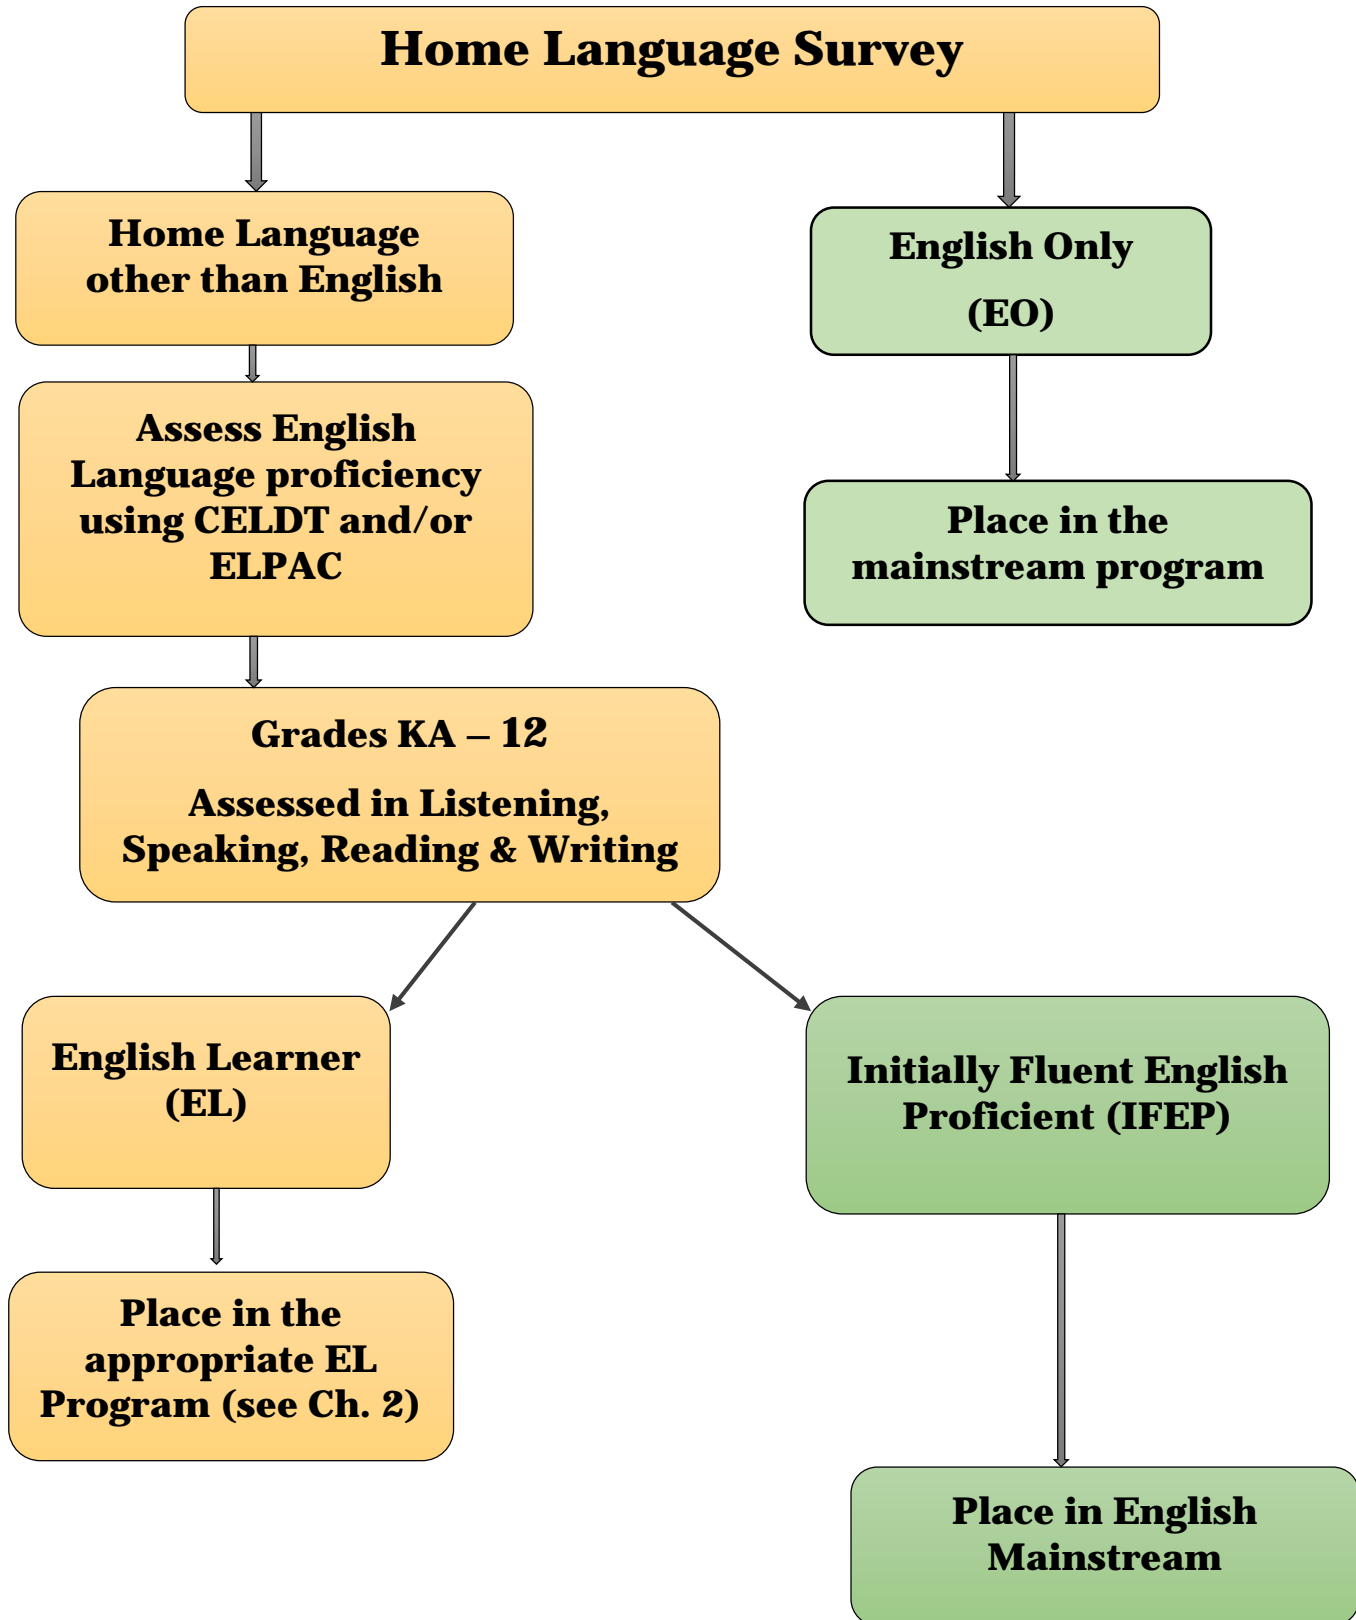 Home Language Survey
Home Language
other than English
English Only
(EO)
Assess English
Language proficiency
using CELDT and/or
ELPAC
Place in the
mainstream program
Grades KA – 12
Assessed in Listening,
Speaking, Reading & Writing
English Learner
(EL)
Initially Fluent English
Proficient (IFEP)
Place in the
appropriate EL
Program (see Ch. 2)
Place in English
Mainstream